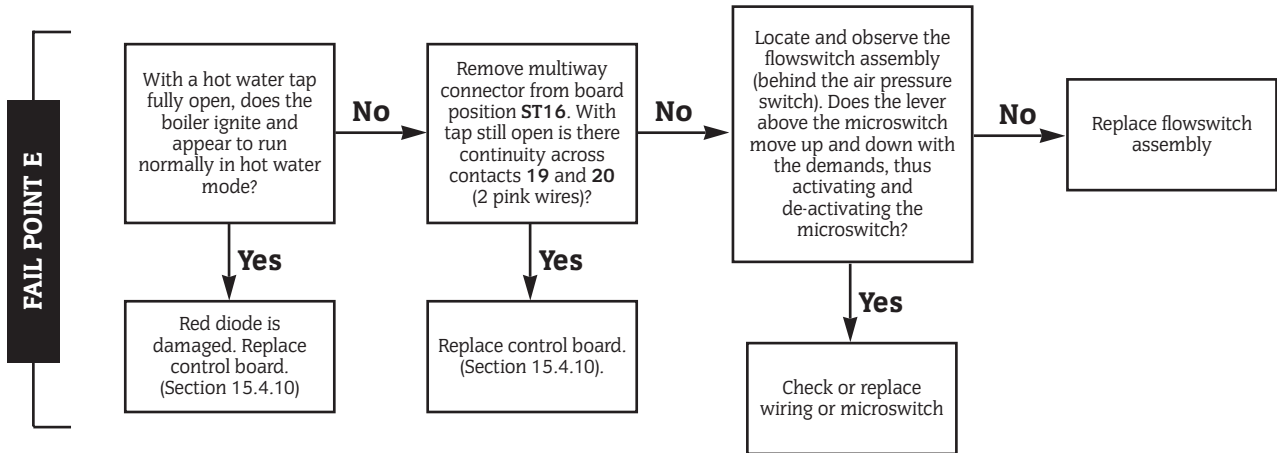 FAIL POINT E
With a hot water tap
fully open, does the
boiler ignite and
appear to run
normally in hot water
mode?
No
Yes
Red diode is
damaged. Replace
control board.
(Section 15.4.10)
Remove multiway
connector from board
position ST16. With
tap still open is there
continuity across
contacts 19 and 20
(2 pink wires)?
No
Yes
Replace control board.
(Section 15.4.10).
Locate and observe the
flowswitch assembly
(behind the air pressure
switch). Does the lever
above the microswitch
move up and down with
the demands, thus
activating and
de-activating the
microswitch?
No
Yes
Check or replace
wiring or microswitch
Replace flowswitch
assembly